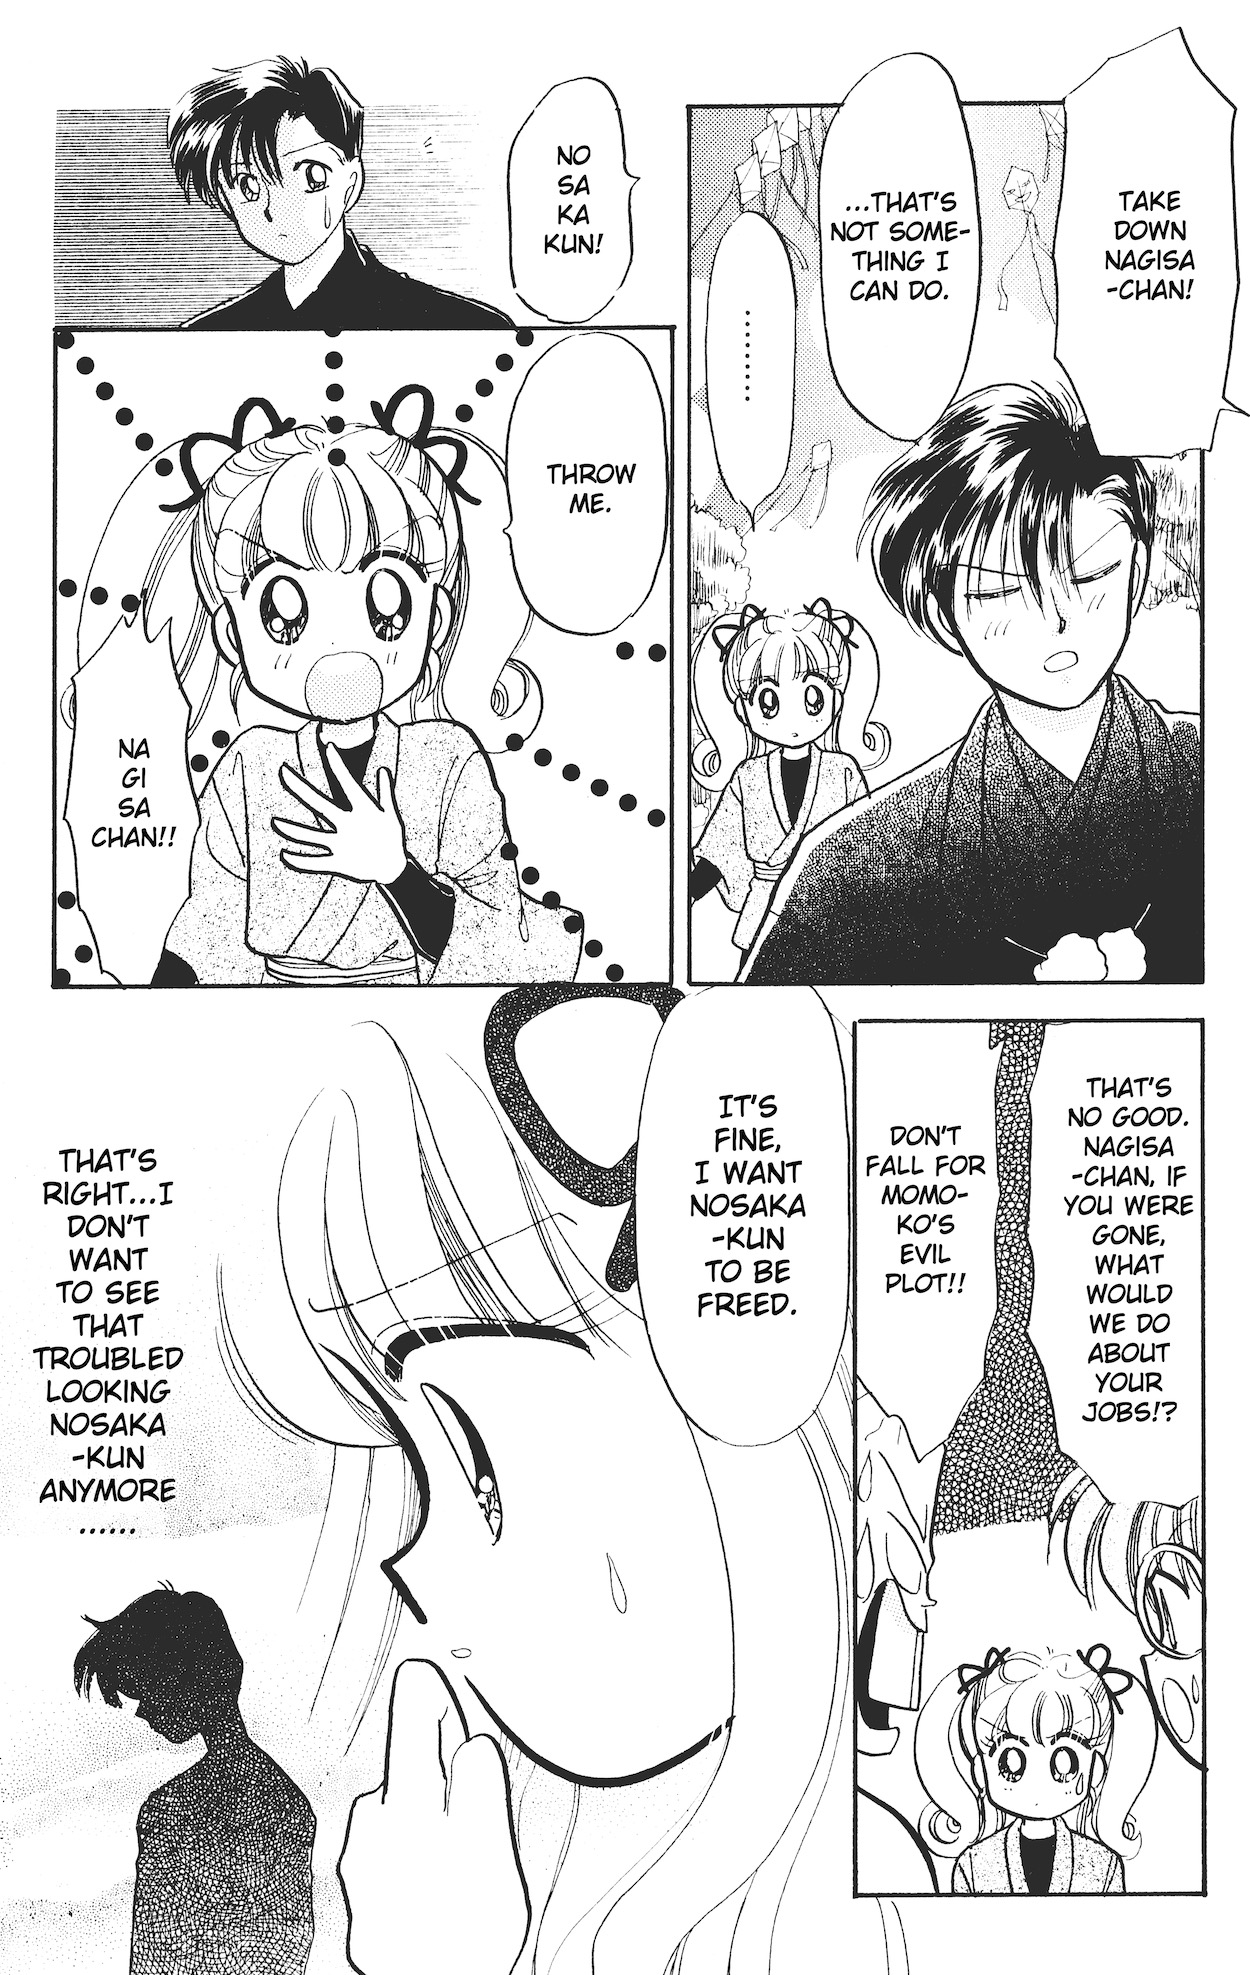 TAKE
DOWN
NAGISA
-CHAN!
...THAT'S
NOT SOME-
THING I
CAN DO.
.........
NO
SA
KA
KUN!
THROW
ME.
NA
GI
SA
CHAN!!
THAT'S
NO GOOD.
NAGISA
-CHAN, IF
YOU WERE
GONE,
WHAT
WOULD
WE DO
ABOUT
YOUR
JOBS!?
DON'T
FALL FOR
MOMO-
KO'S
EVIL
PLOT!!
IT'S
FINE,
I WANT
NOSAKA
-KUN
TO BE
FREED.
THAT'S
RIGHT...I
DON'T
WANT
TO SEE
THAT
TROUBLED
LOOKING
NOSAKA
-KUN
ANYMORE
......